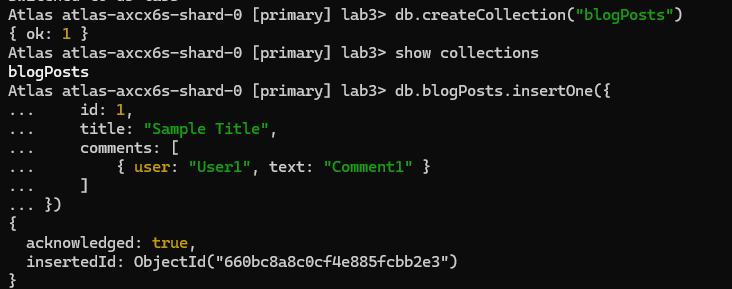 Atlas atlas-axcx6s-shard-0 [primary] lab3> db.createCollection("blogPosts")
{ ok: 1 }
Atlas atlas-axcx6s-shard-0 [primary] lab3> show collections
blogPosts
Atlas atlas-axcx6s-shard-0 [primary] lab3> db.blogPosts.insertOne({
...     id: 1,
...     title: "Sample Title",
...     comments: [
...         { user: "User1", text: "Comment1" }
...     ]
... })
{
  acknowledged: true,
  insertedId: ObjectId("660bc8a8c0cf4e885fcbb2e3")
}